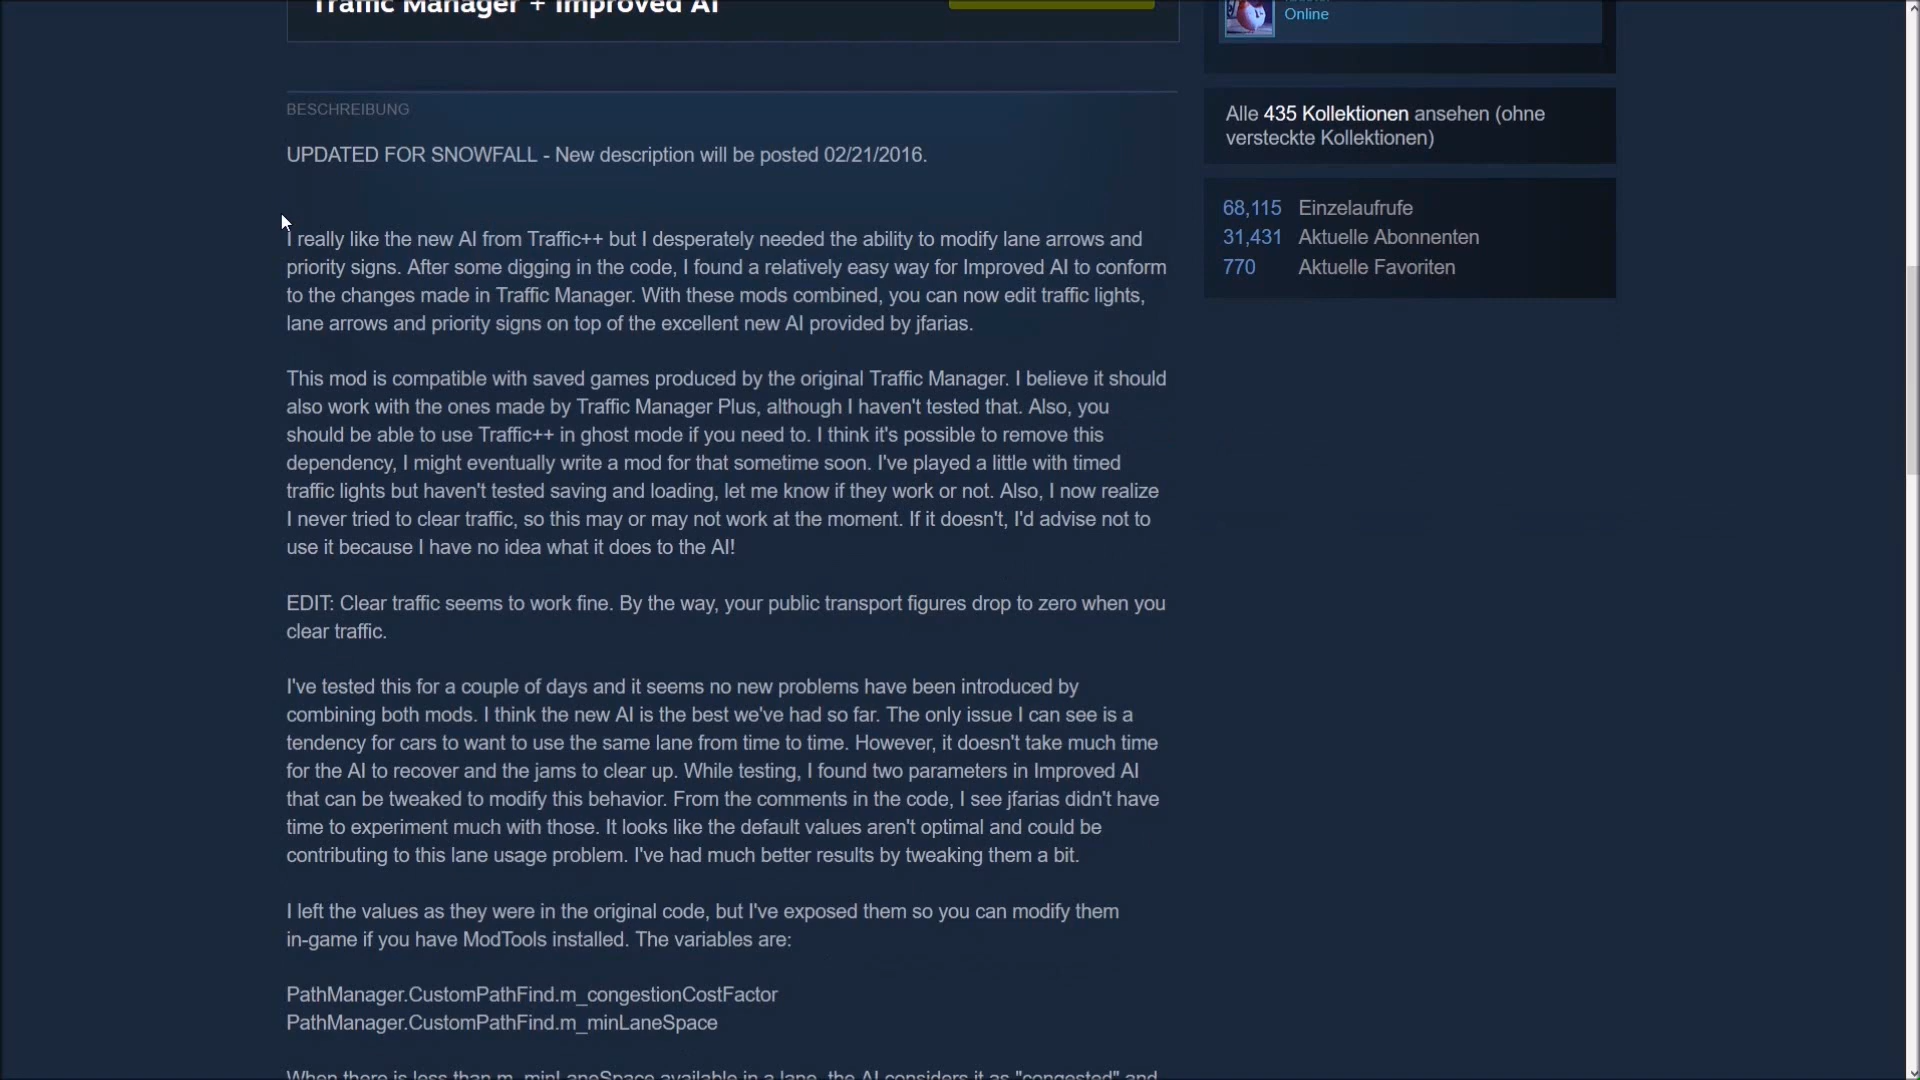 Traffic Manager + Improved AI
Online
BESCHREIBUNG
UPDATED FOR SNOWFALL - New description will be posted 02/21/2016.
I really like the new AI from Traffic++ but I desperately needed the ability to modify lane arrows and
priority signs. After some digging in the code, I found a relatively easy way for Improved AI to conform
to the changes made in Traffic Manager. With these mods combined, you can now edit traffic lights,
lane arrows and priority signs on top of the excellent new AI provided by jfarias.
This mod is compatible with saved games produced by the original Traffic Manager. I believe it should
also work with the ones made by Traffic Manager Plus, although I haven't tested that. Also, you
should be able to use Traffic++ in ghost mode if you need to. I think it's possible to remove this
dependency, I might eventually write a mod for that sometime soon. I've played a little with timed
traffic lights but haven't tested saving and loading, let me know if they work or not. Also, I now realize
I never tried to clear traffic, so this may or may not work at the moment. If it doesn't, I'd advise not to
use it because I have no idea what it does to the AI!
EDIT: Clear traffic seems to work fine. By the way, your public transport figures drop to zero when you
clear traffic.
I've tested this for a couple of days and it seems no new problems have been introduced by
combining both mods. I think the new AI is the best we've had so far. The only issue I can see is a
tendency for cars to want to use the same lane from time to time. However, it doesn't take much time
for the AI to recover and the jams to clear up. While testing, I found two parameters in Improved AI
that can be tweaked to modify this behavior. From the comments in the code, I see jfarias didn't have
time to experiment much with those. It looks like the default values aren't optimal and could be
contributing to this lane usage problem. I've had much better results by tweaking them a bit.
I left the values as they were in the original code, but I've exposed them so you can modify them
in-game if you have ModTools installed. The variables are:
PathManager.CustomPathFind.m_congestionCostFactor
PathManager.CustomPathFind.m_minLaneSpace
When there is less than m_minLaneSpace available in a lane, the AI considers it as "congested" and
Alle 435 Kollektionen ansehen (ohne
versteckte Kollektionen)
68,115 Einzelaufrufe
31,431 Aktuelle Abonnenten
770 Aktuelle Favoriten